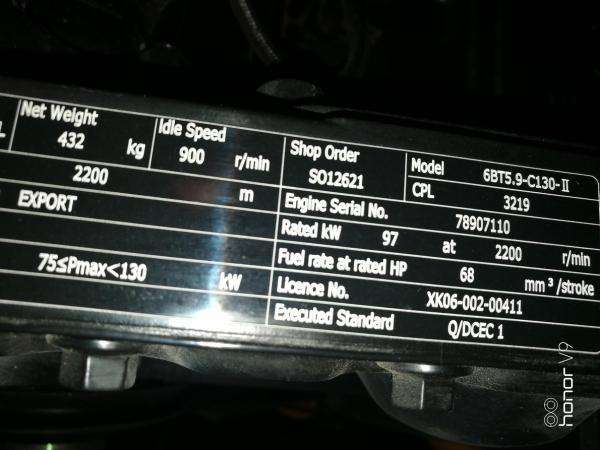 Net Weight
432 kg
Idle Speed
900 r/min
2200 m
EXPORT
75≤Pmax<130 kW
Shop Order
SO12621
Model 6BT5.9-C130-II
CPL 3219
Engine Serial No. 78907110
Rated kW 97 at 2200 r/min
Fuel rate at rated HP 68 mm³/stroke
Licence No. XK06-002-00411
Executed Standard Q/DCEC 1
honor V9